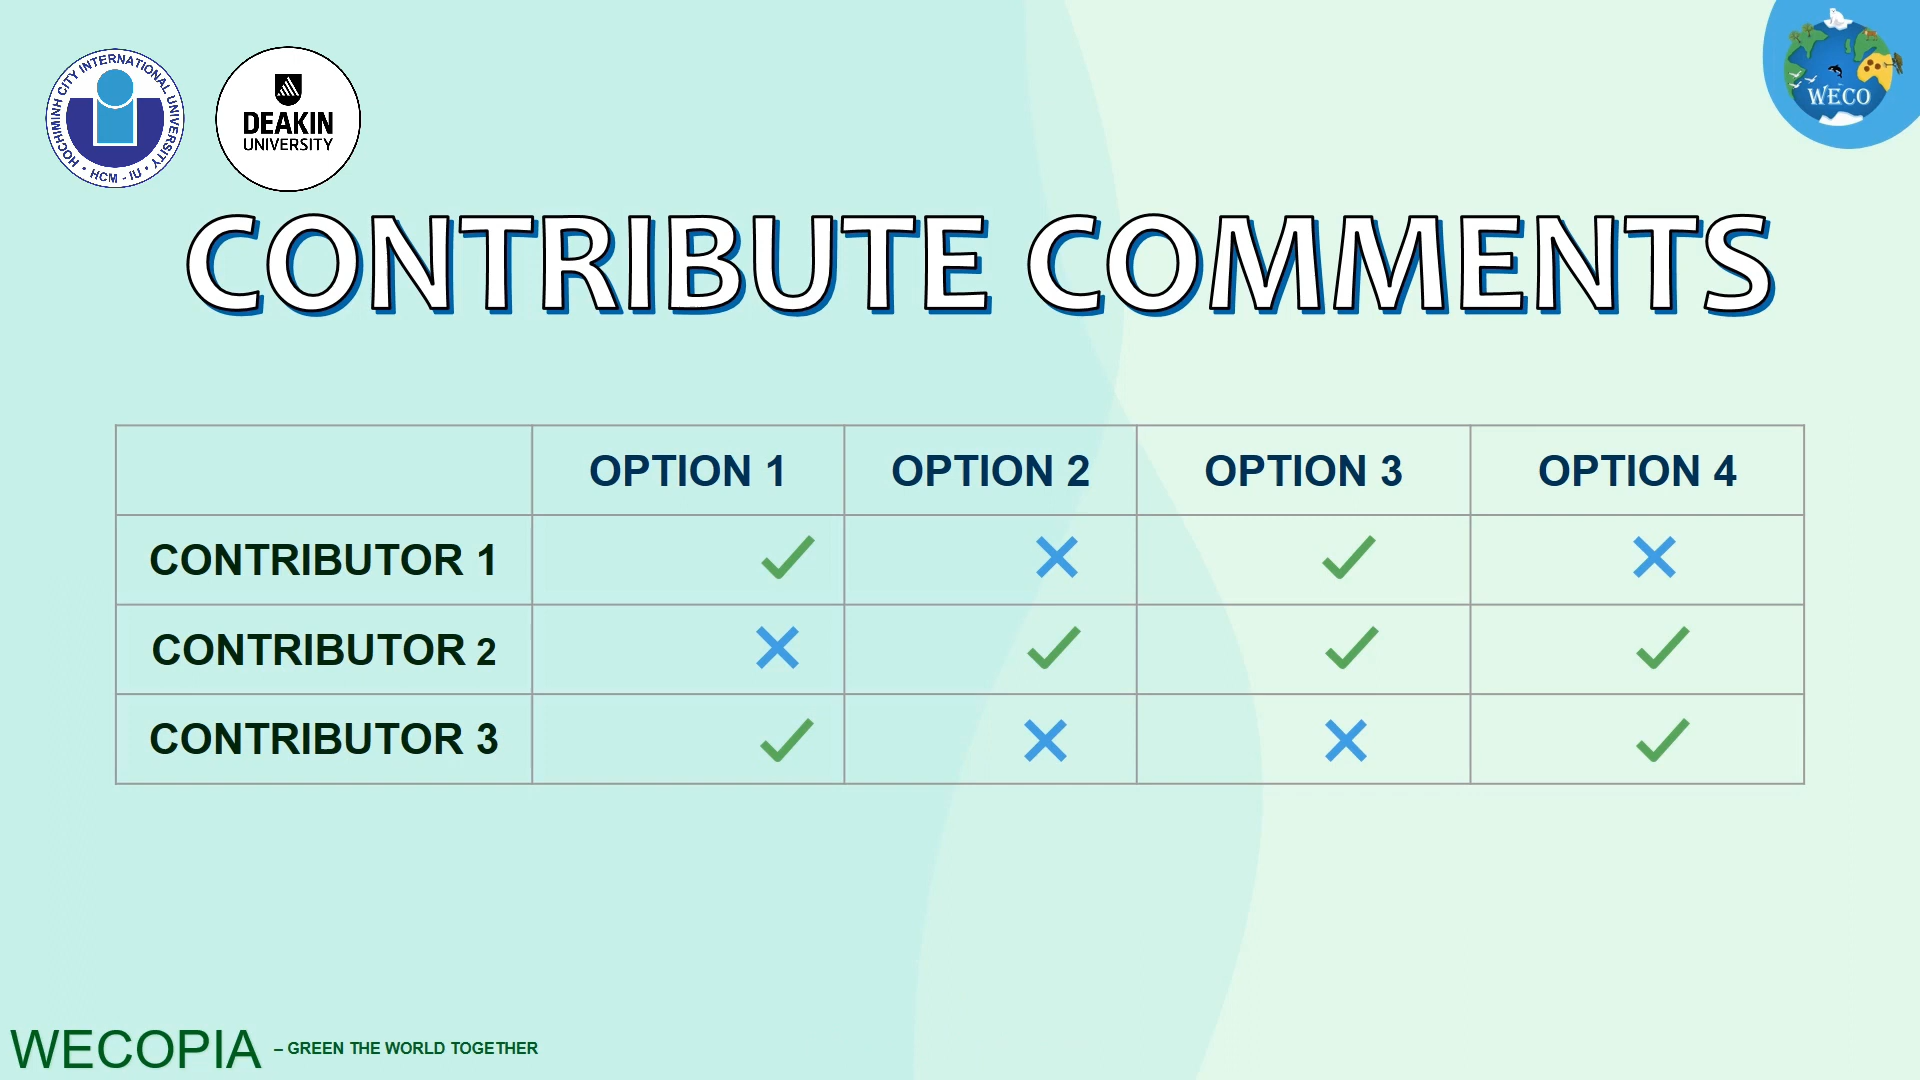 HOCHIMINH CITY INTERNATIONAL UNIVERSITY
• HCM - IU •
DEAKIN
UNIVERSITY
WECO
CONTRIBUTE COMMENTS
OPTION 1 OPTION 2 OPTION 3 OPTION 4
CONTRIBUTOR 1 ✓ ✕ ✓ ✕
CONTRIBUTOR 2 ✕ ✓ ✓ ✓
CONTRIBUTOR 3 ✓ ✕ ✕ ✓
WECOPIA – GREEN THE WORLD TOGETHER